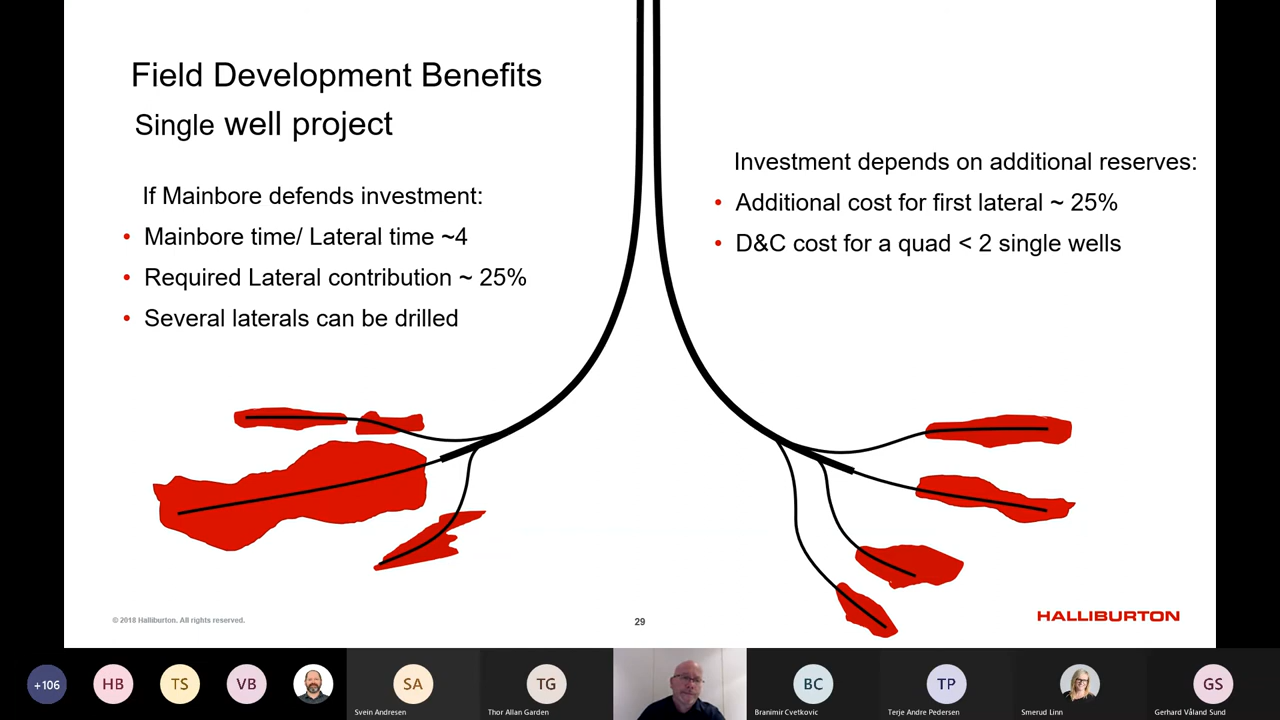 Field Development Benefits
Single well project
If Mainbore defends investment:
• Mainbore time/ Lateral time ~4
• Required Lateral contribution ~ 25%
• Several laterals can be drilled
Investment depends on additional reserves:
• Additional cost for first lateral ~ 25%
• D&C cost for a quad < 2 single wells
© 2018 Halliburton. All rights reserved.
29
HALLIBURTON
+106
HB
TS
VB
SA
Svein Andresen
TG
Thor Allan Garden
BC
Branimir Cvetkovic
TP
Terje Andre Pedersen
Smerud Linn
GS
Gerhard Våland Sund